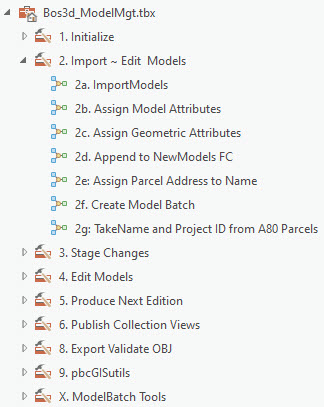 Bos3d_ModelMgt.tbx
1. Initialize
2. Import ~ Edit  Models
2a. ImportModels
2b. Assign Model Attributes
2c. Assign Geometric Attributes
2d. Append to NewModels FC
2e: Assign Parcel Address to Name
2f. Create Model Batch
2g: TakeName and Project ID from A80 Parcels
3. Stage Changes
4. Edit Models
5. Produce Next Edition
6. Publish Collection Views
8. Export Validate OBJ
9. pbcGISutils
X. ModelBatch Tools